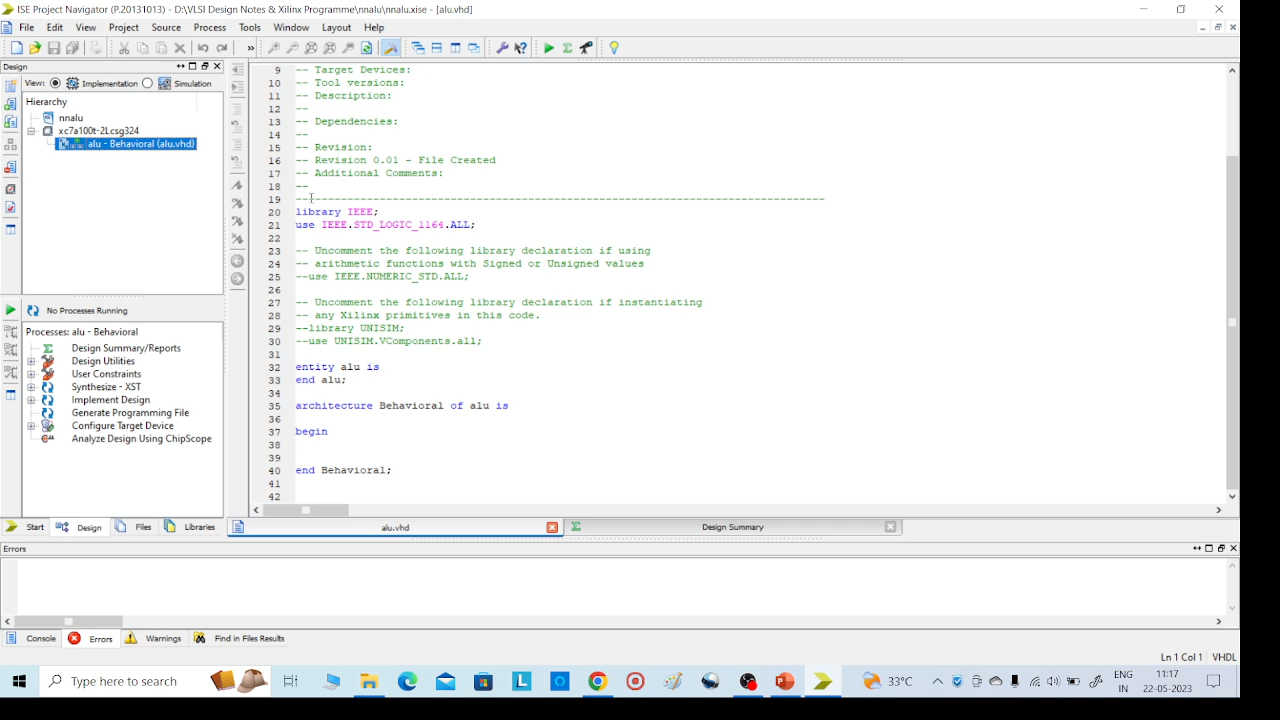 ISE Project Navigator (P.20131013) - D:\VLSI Design Notes & Xilinx Programme\nnalu\nnalu.xise - [alu.vhd]
File Edit View Project Source Process Tools Window Layout Help
Design
View: Implementation Simulation
Hierarchy
nnalu
xc7a100t-2Lcsg324
alu - Behavioral (alu.vhd)
No Processes Running
Processes: alu - Behavioral
Design Summary/Reports
Design Utilities
User Constraints
Synthesize - XST
Implement Design
Generate Programming File
Configure Target Device
Analyze Design Using ChipScope
Start Design Files Libraries
9 -- Target Devices:
10 -- Tool versions:
11 -- Description:
12 --
13 -- Dependencies:
14 --
15 -- Revision:
16 -- Revision 0.01 - File Created
17 -- Additional Comments:
18 --
19 ----------------------------------------------------------------------------------
20 library IEEE;
21 use IEEE.STD_LOGIC_1164.ALL;
22
23 -- Uncomment the following library declaration if using
24 -- arithmetic functions with Signed or Unsigned values
25 --use IEEE.NUMERIC_STD.ALL;
26
27 -- Uncomment the following library declaration if instantiating
28 -- any Xilinx primitives in this code.
29 --library UNISIM;
30 --use UNISIM.VComponents.all;
31
32 entity alu is
33 end alu;
34
35 architecture Behavioral of alu is
36
37 begin
38
39
40 end Behavioral;
41
42
alu.vhd Design Summary
Errors
Console Errors Warnings Find in Files Results
Ln 1 Col 1 VHDL
Type here to search
33°C
ENG
IN
11:17
22-05-2023